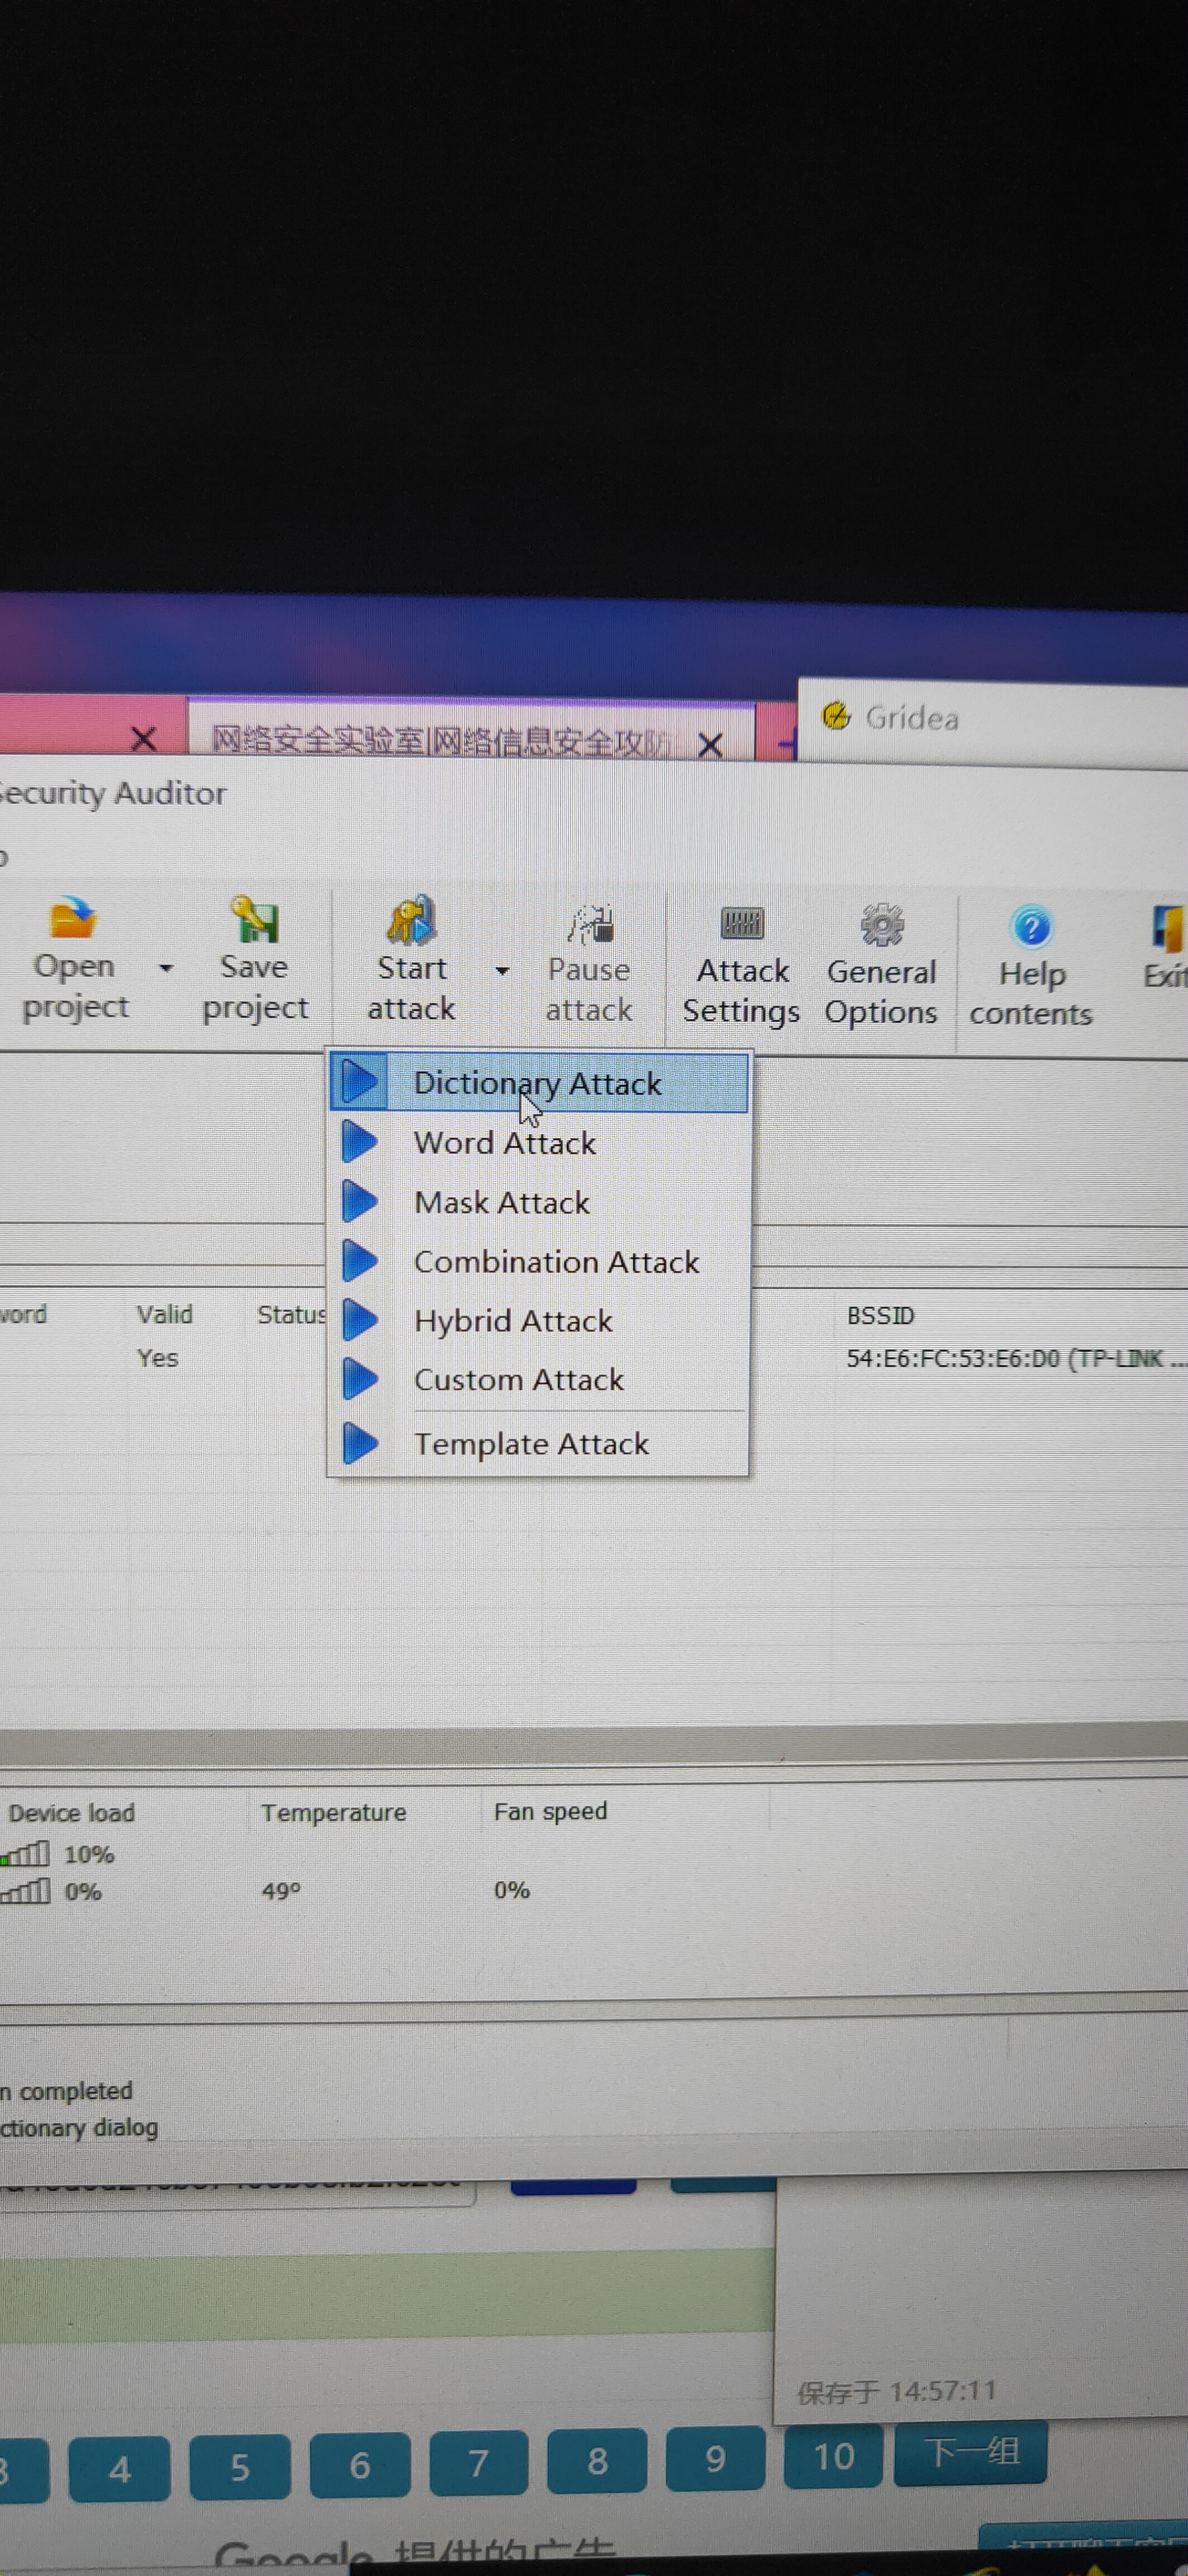 网络安全实验室|网络信息安全攻防
Gridea
Security Auditor
Open project
Save project
Start attack
Pause attack
Attack Settings
General Options
Help contents
Exit
Dictionary Attack
Word Attack
Mask Attack
Combination Attack
Hybrid Attack
Custom Attack
Template Attack
word Valid Status BSSID
Yes 54:E6:FC:53:E6:D0 (TP-LINK ...
Device load Temperature Fan speed
10%
0% 49° 0%
n completed
ctionary dialog
保存于 14:57:11
3 4 5 6 7 8 9 10 下一组
Google 提供的广告